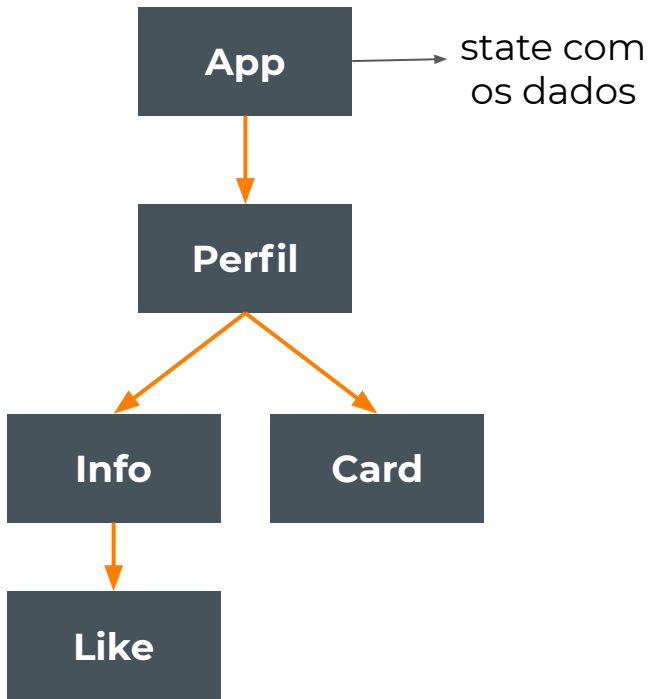 App
state com
os dados
Perfil
Info
Card
Like